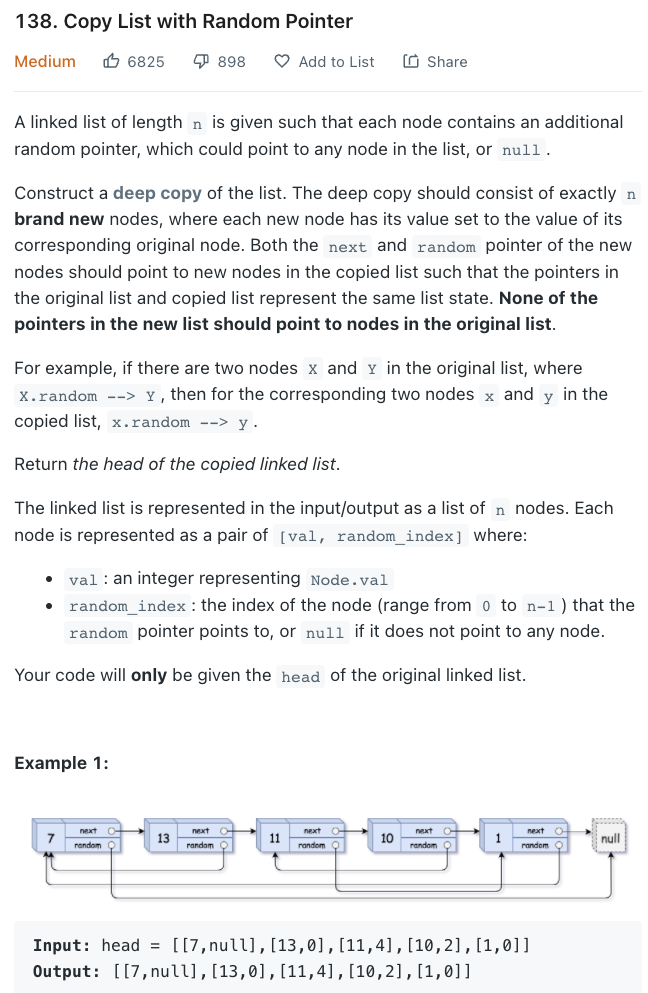 138. Copy List with Random Pointer
Medium 6825 898 Add to List Share
A linked list of length n is given such that each node contains an additional
random pointer, which could point to any node in the list, or null .
Construct a deep copy of the list. The deep copy should consist of exactly n
brand new nodes, where each new node has its value set to the value of its
corresponding original node. Both the next and random pointer of the new
nodes should point to new nodes in the copied list such that the pointers in
the original list and copied list represent the same list state. None of the
pointers in the new list should point to nodes in the original list.
For example, if there are two nodes X and Y in the original list, where
X.random --> Y , then for the corresponding two nodes x and y in the
copied list, x.random --> y .
Return the head of the copied linked list.
The linked list is represented in the input/output as a list of n nodes. Each
node is represented as a pair of [val, random_index] where:
• val : an integer representing Node.val
• random_index : the index of the node (range from 0 to n-1 ) that the
random pointer points to, or null if it does not point to any node.
Your code will only be given the head of the original linked list.
Example 1:
7 next random 13 next random 11 next random 10 next random 1 next random null
Input: head = [[7,null],[13,0],[11,4],[10,2],[1,0]]
Output: [[7,null],[13,0],[11,4],[10,2],[1,0]]